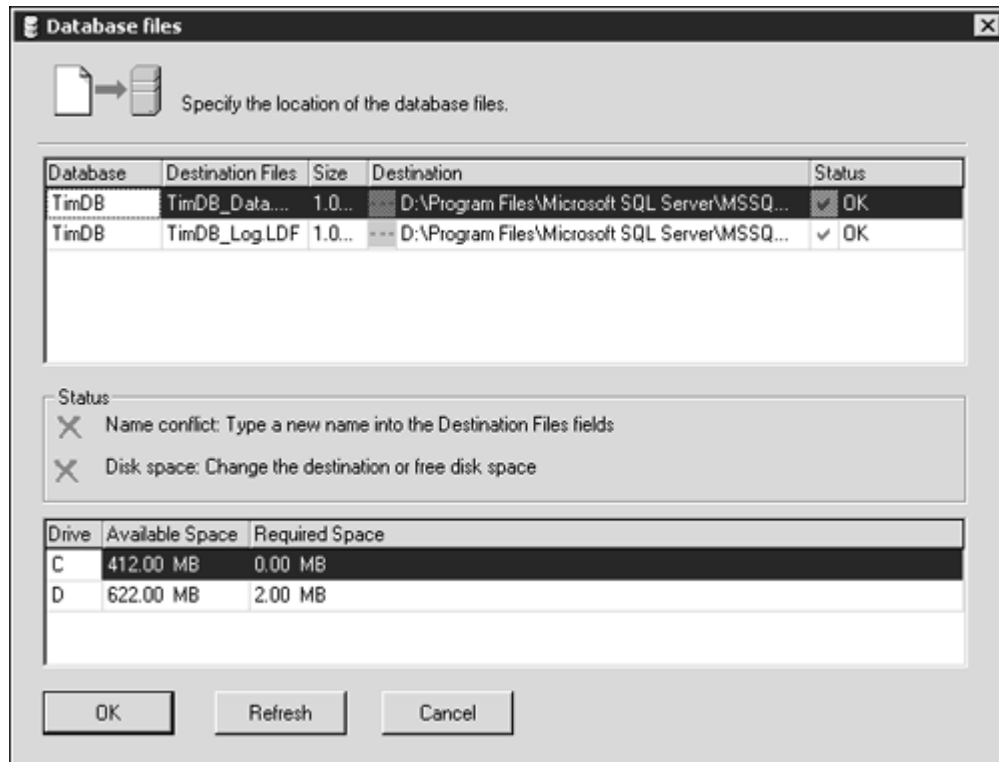 Database files
Specify the location of the database files.
Database Destination Files Size Destination Status
TimDB TimDB_Data.... 1.0... --- D:\Program Files\Microsoft SQL Server\MSSQ... OK
TimDB TimDB_Log.LDF 1.0... --- D:\Program Files\Microsoft SQL Server\MSSQ... OK
Status
Name conflict: Type a new name into the Destination Files fields
Disk space: Change the destination or free disk space
Drive Available Space Required Space
C 412.00 MB 0.00 MB
D 622.00 MB 2.00 MB
OK Refresh Cancel